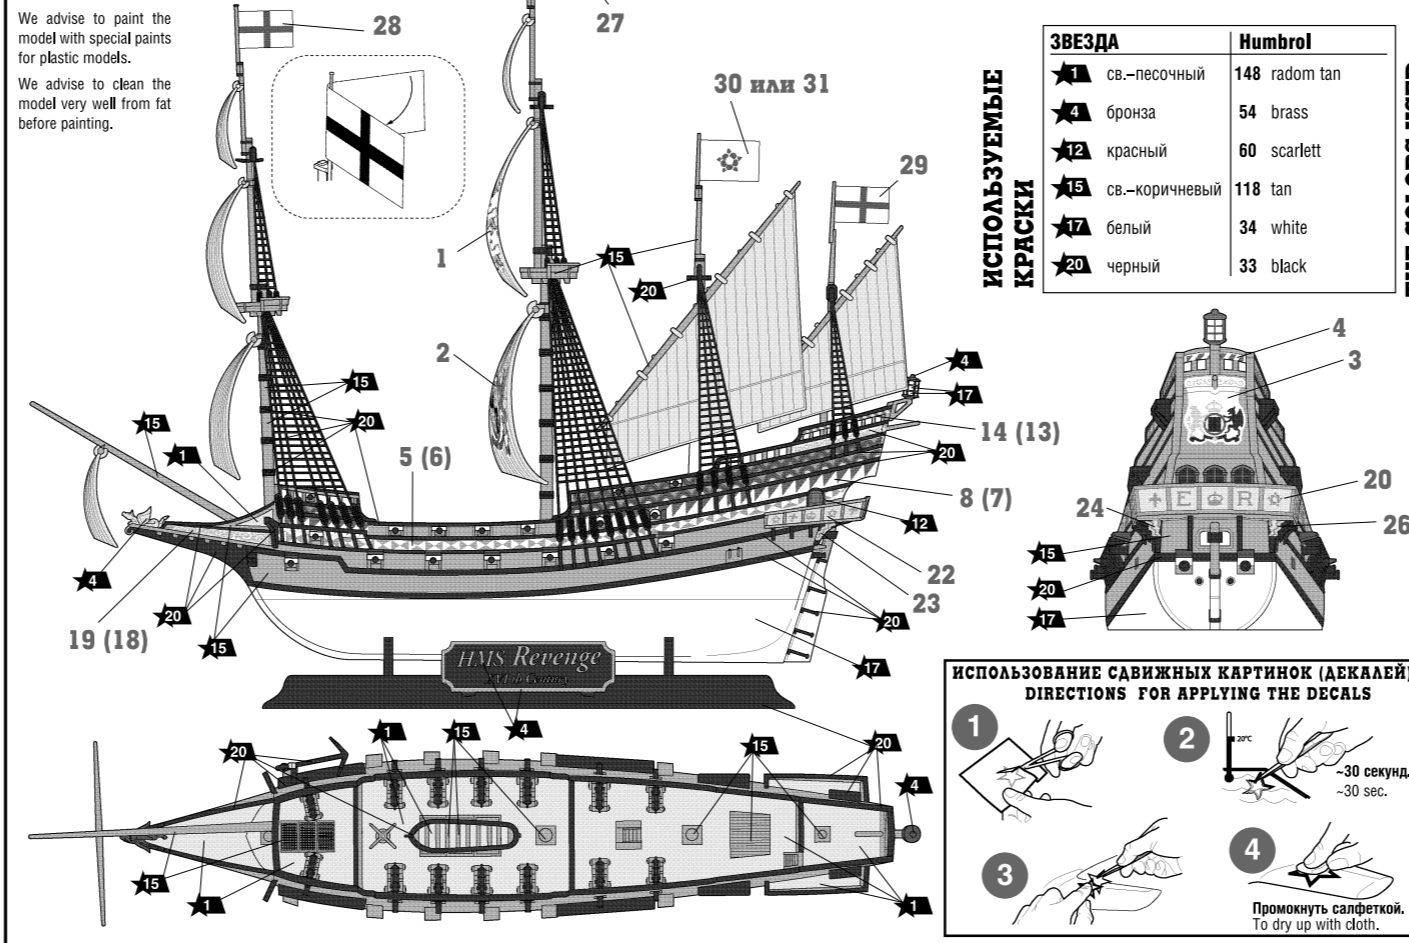 We advise to paint the
model with special paints
for plastic models.
We advise to clean the
model very well from fat
before painting.
28
27
30 или 31
29
1
15
20
2
15
20
15
1
5 (6)
4
17
14 (13)
20
8 (7)
12
22
23
20
4
20
15
19 (18)
17
HMS Revenge
XVI th Century
4
20
1
15
15
20
4
15
1
1
ИСПОЛЬЗУЕМЫЕ
КРАСКИ
ЗВЕЗДА Humbrol
1 св.–песочный 148 radom tan
4 бронза 54 brass
12 красный 60 scarlett
15 св.–коричневый 118 tan
17 белый 34 white
20 черный 33 black
4
3
E R
20
24
26
15
20
17
ИСПОЛЬЗОВАНИЕ СДВИЖНЫХ КАРТИНОК (ДЕКАЛЕЙ)
DIRECTIONS FOR APPLYING THE DECALS
1
2
20°C
~30 секунд.
~30 sec.
3
4
Промокнуть салфеткой.
To dry up with cloth.